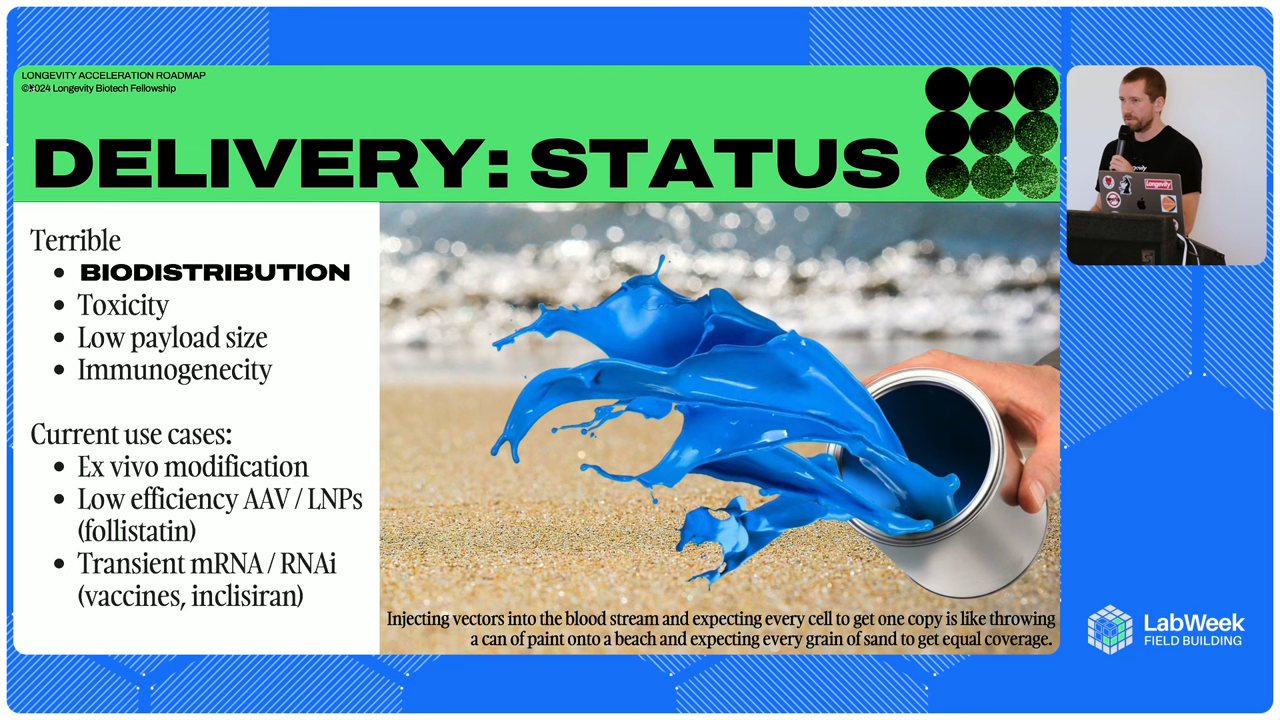 LONGEVITY ACCELERATION ROADMAP
©2024 Longevity Biotech Fellowship
DELIVERY: STATUS
Terrible
• BIODISTRIBUTION
• Toxicity
• Low payload size
• Immunogenecity
Current use cases:
• Ex vivo modification
• Low efficiency AAV / LNPs
(follistatin)
• Transient mRNA / RNAi
(vaccines, inclisiran)
Injecting vectors into the blood stream and expecting every cell to get one copy is like throwing
a can of paint onto a beach and expecting every grain of sand to get equal coverage.
Longevity
LabWeek
FIELD BUILDING